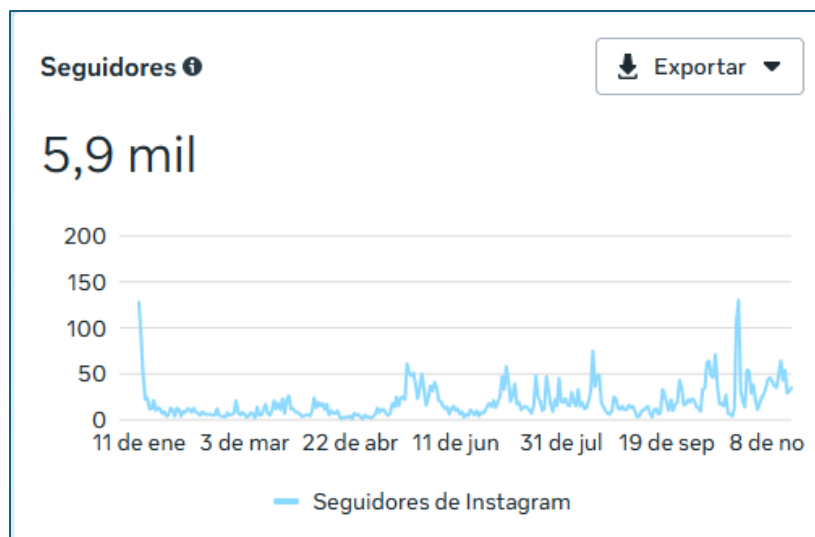 Seguidores
Exportar
5,9 mil
200
150
100
50
0
11 de ene 3 de mar 22 de abr 11 de jun 31 de jul 19 de sep 8 de no
Seguidores de Instagram